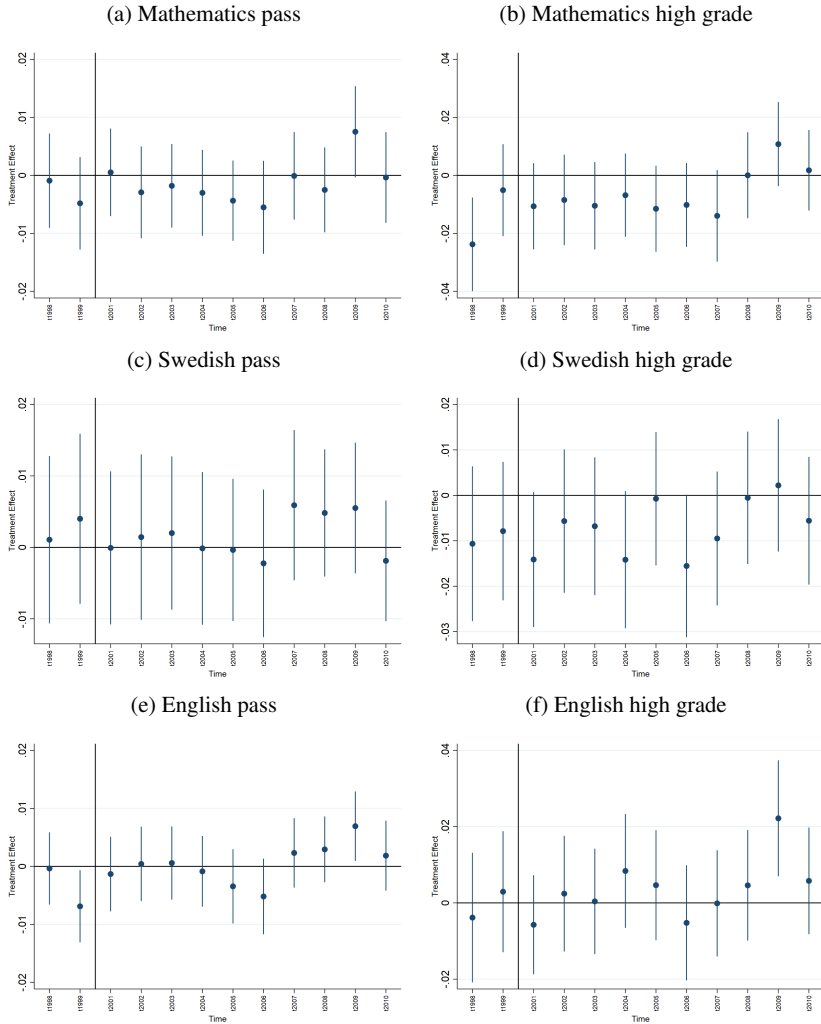 (a) Mathematics pass
(b) Mathematics high grade
Treatment Effect
.02
.01
0
-.01
-.02
t1998
t1999
t2001
t2002
t2003
t2004
t2005
t2006
t2007
t2008
t2009
t2010
Time
Treatment Effect
.04
.02
0
-.02
-.04
t1998
t1999
t2001
t2002
t2003
t2004
t2005
t2006
t2007
t2008
t2009
t2010
Time
(c) Swedish pass
(d) Swedish high grade
Treatment Effect
.02
.01
0
-.01
t1998
t1999
t2001
t2002
t2003
t2004
t2005
t2006
t2007
t2008
t2009
t2010
Time
Treatment Effect
.02
.01
0
-.01
-.02
-.03
t1998
t1999
t2001
t2002
t2003
t2004
t2005
t2006
t2007
t2008
t2009
t2010
Time
(e) English pass
(f) English high grade
Treatment Effect
.02
.01
0
-.01
-.02
t1998
t1999
t2001
t2002
t2003
t2004
t2005
t2006
t2007
t2008
t2009
t2010
Time
Treatment Effect
.04
.02
0
-.02
t1998
t1999
t2001
t2002
t2003
t2004
t2005
t2006
t2007
t2008
t2009
t2010
Time